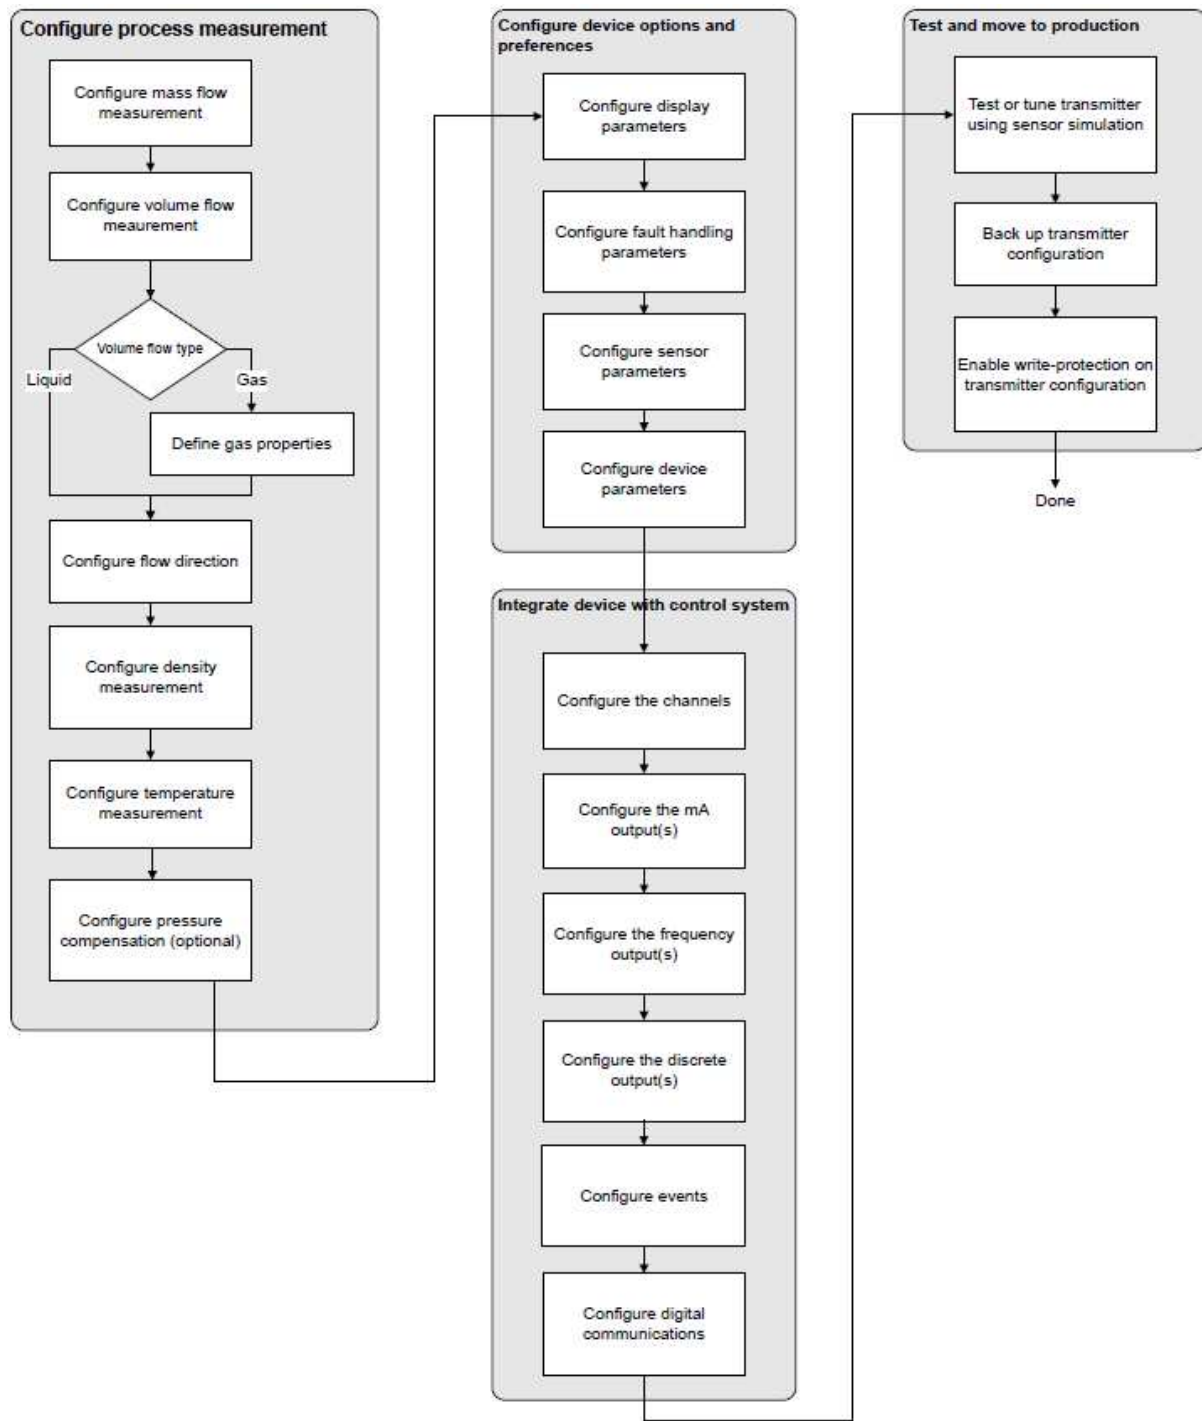 Configure process measurement
Configure mass flow
measurement
Configure volume flow
meaurement
Volume flow type
Liquid
Gas
Define gas properties
Configure flow direction
Configure density
measurement
Configure temperature
measurement
Configure pressure
compensation (optional)
Configure device options and
preferences
Configure display
parameters
Configure fault handling
parameters
Configure sensor
parameters
Configure device
parameters
Integrate device with control system
Configure the channels
Configure the mA
output(s)
Configure the frequency
output(s)
Configure the discrete
output(s)
Configure events
Configure digital
communications
Test and move to production
Test or tune transmitter
using sensor simulation
Back up transmitter
configuration
Enable write-protection on
transmitter configuration
Done